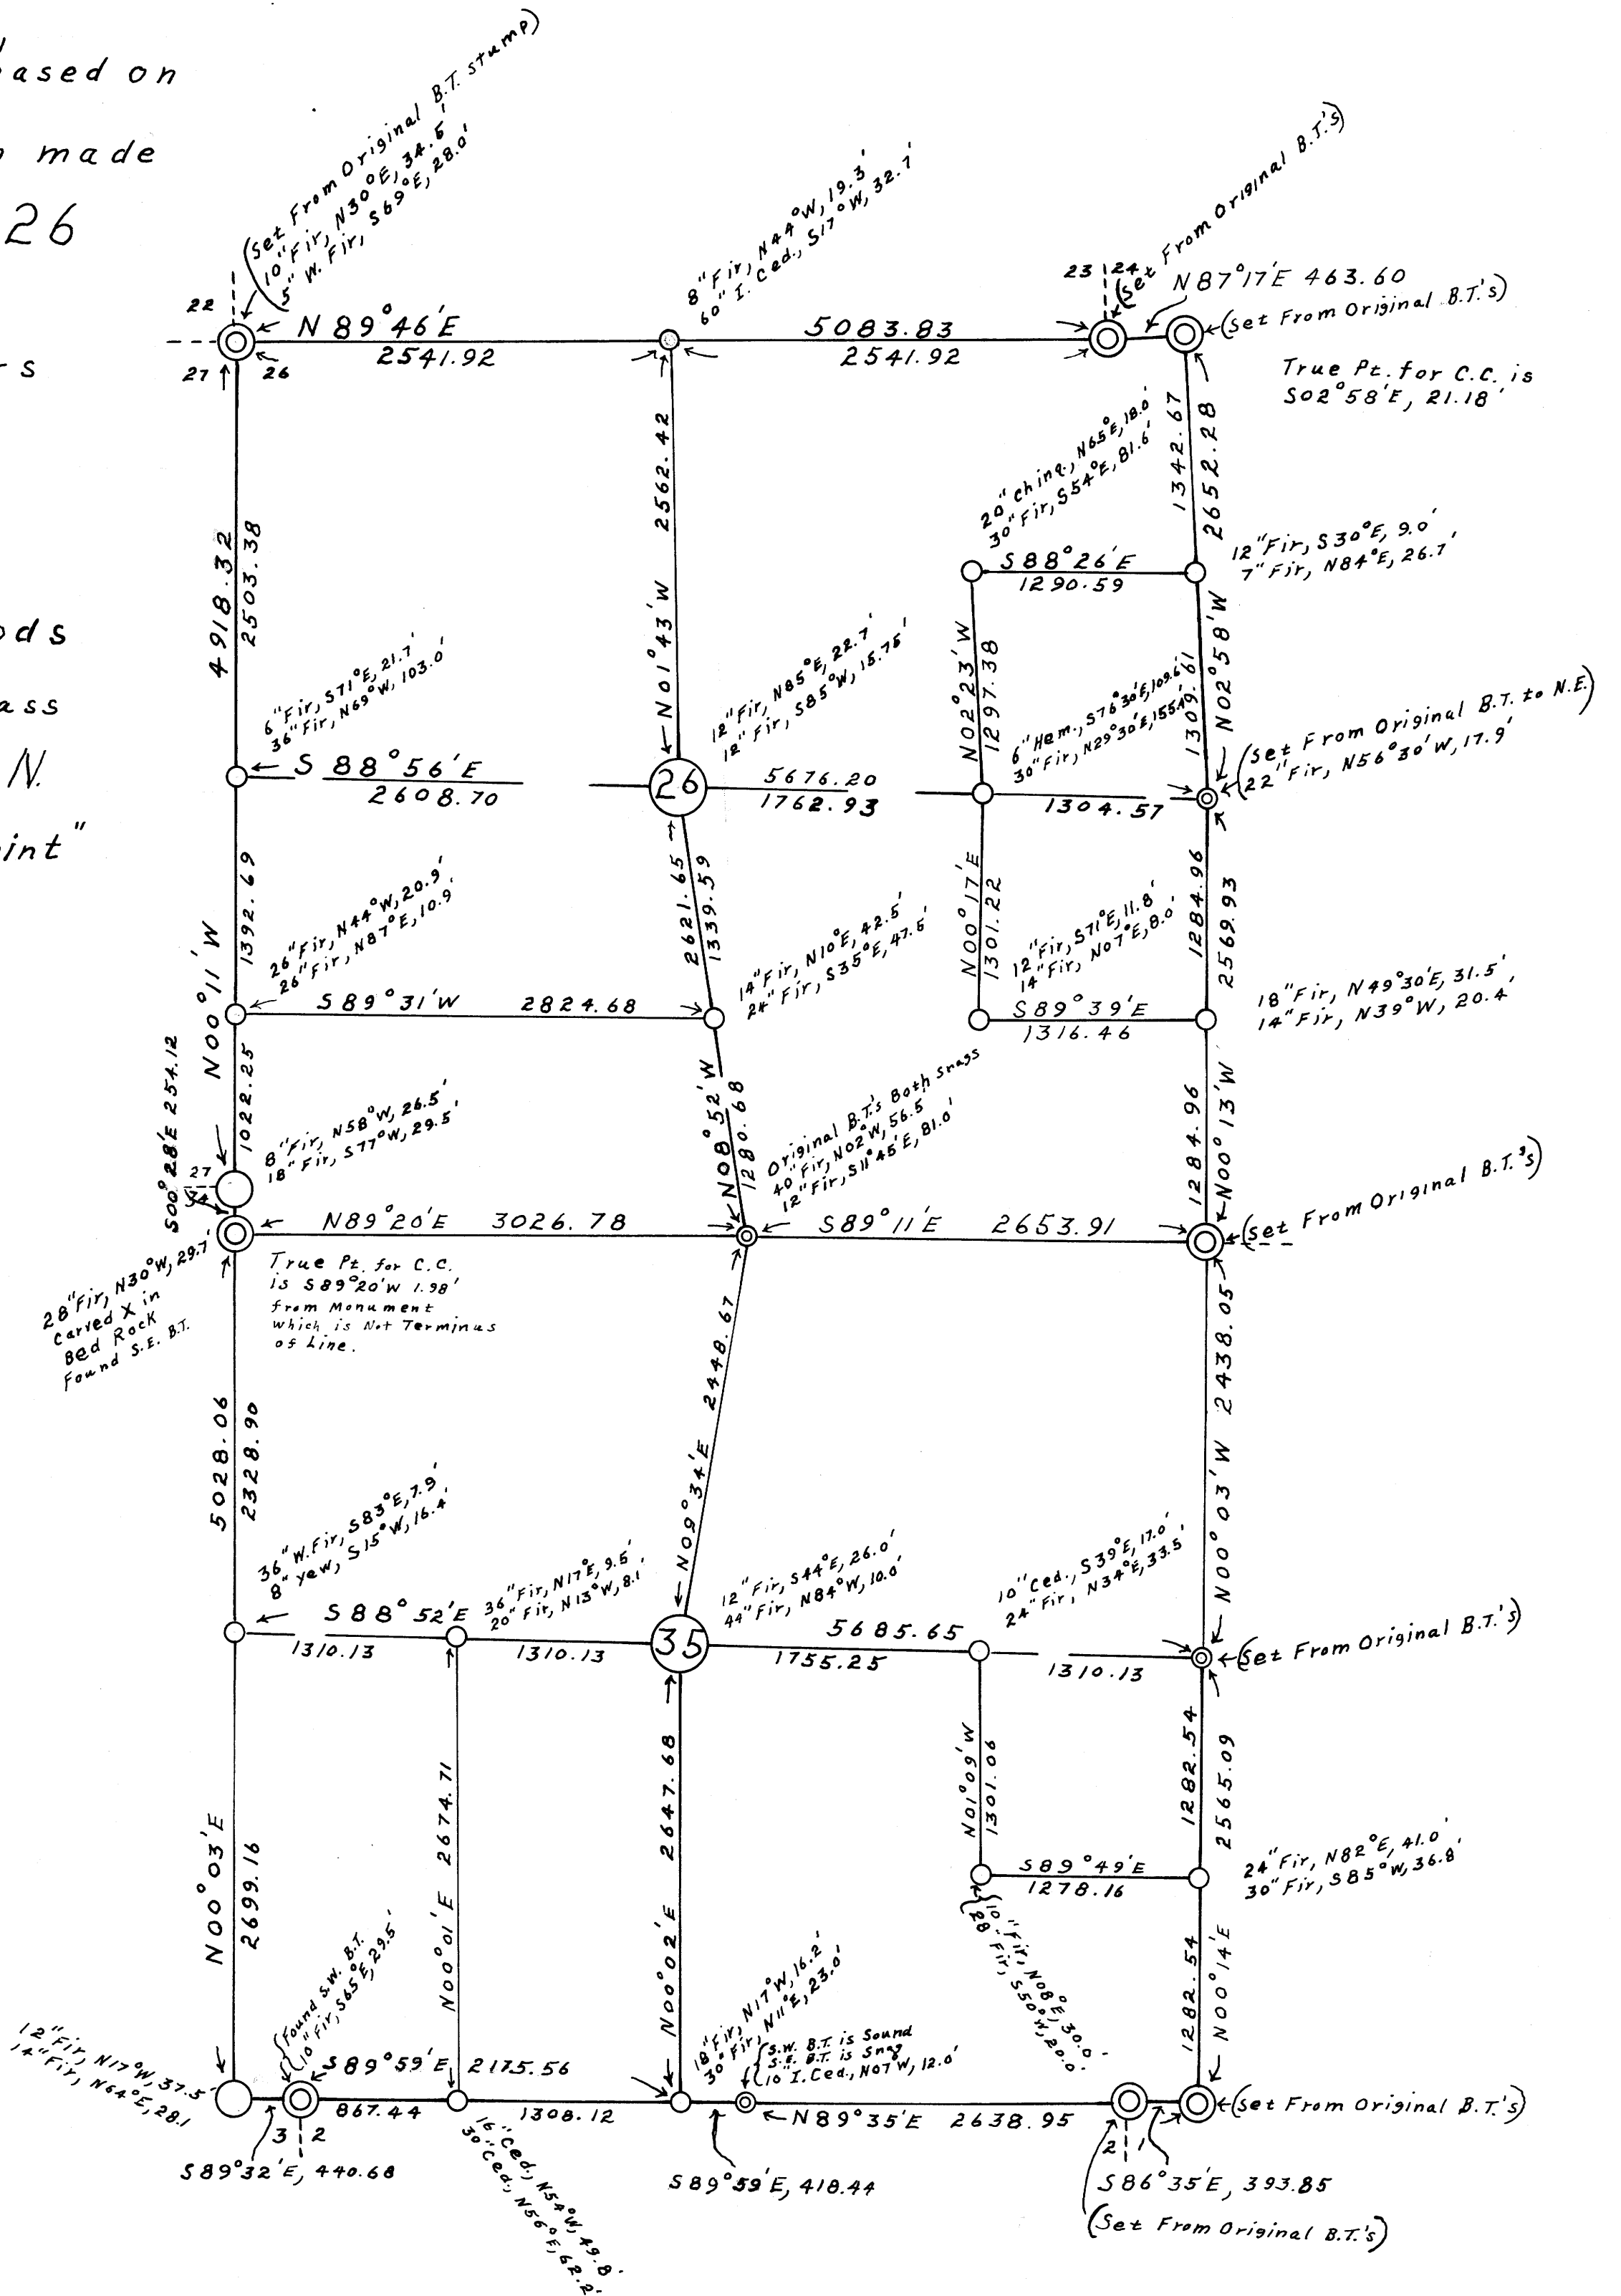 ased on
made
26
s
ods
ass
N.
int"
(Set From Original B.T. stump)
10" Fir, N30°E, 34.5'
5" W. Fir, S69°E, 28.0'
8" Fir, N44°W, 19.3'
60" I. Ced., S17°W, 32.7'
(Set From Original B.T.'s)
23 24
N87°17'E 463.60
(Set From Original B.T.'s)
True Pt. for C.C. is
S02°58'E, 21.18'
22
27 26
N 89°46'E 5083.83
2541.92 2541.92
4918.32
2503.38
2562.42
N01°43'W
1342.67
2652.28
20" Chinq., N65°E, 18.0'
30" Fir, S54°E, 81.6'
S88°26'E
1290.59
12" Fir, S30°E, 9.0'
7" Fir, N84°E, 26.7'
N02°23'W
1297.38
1309.61
N02°58'W
6" Fir, S71°E, 21.7'
36" Fir, N69°W, 103.0'
12" Fir, N85°E, 22.7'
12" Fir, S85°W, 15.75'
6" Hem., S76°30'E, 109.6'
30" Fir, N29°30'E, 155.4'
(Set From Original B.T. to N.E.)
22" Fir, N56°30'W, 17.9'
S 88°56'E 5676.20
2608.70 26 1762.93 1304.57
1392.69
N00°11'W
2621.65
1339.59
N00°17'E
1301.22
1284.96
2569.93
26" Fir, N44°W, 20.9'
26" Fir, N87°E, 10.9'
14" Fir, N10°E, 42.5'
24" Fir, S35°E, 47.5'
12" Fir, S71°E, 11.8'
14" Fir, N07°E, 8.0'
18" Fir, N49°30'E, 31.5'
14" Fir, N39°W, 20.4'
S89°31'W 2824.68
S89°39'E
1316.46
S00°28'E 254.12
1022.25
N08°52'W
1280.68
1284.96
N00°13'W
8" Fir, N58°W, 26.5'
18" Fir, S77°W, 29.5'
Original B.T.'s Both snags
40" Fir, N02°W, 56.5'
12" Fir, S11°45'E, 81.0'
(Set From Original B.T.'s)
27
34
N89°20'E 3026.78
S89°11'E 2653.91
28" Fir, N30°W, 29.7'
Carved X in
Bed Rock
Found S.E. B.T.
True Pt. for C.C.
is S89°20'W 1.98'
from Monument
which is Not Terminus
of Line.
5028.06
2328.90
N09°34'E 2448.67
N00°03'W 2438.05
36" W. Fir, S83°E, 7.9'
8" yew, S15°W, 16.4'
36" Fir, N17°E, 9.5'
20" Fir, N13°W, 8.1'
12" Fir, S44°E, 26.0'
44" Fir, N84°W, 10.0'
10" Ced., S39°E, 17.0'
24" Fir, N34°E, 33.5'
(Set From Original B.T.'s)
S88°52'E 5685.65
1310.13 1310.13 35 1755.25 1310.13
N00°03'E
2699.16
N00°01'E 2674.71
N00°02'E 2647.68
N01°09'W
1301.06
1282.54
2565.09
S89°49'E
1278.16
24" Fir, N82°E, 41.0'
30" Fir, S85°W, 36.8'
10" Fir, N08°E, 30.0'
28" Fir, S50°W, 20.0'
1282.54
N00°14'E
12" Fir, N17°W, 37.5'
14" Fir, N64°E, 28.1'
(Found S.W. B.T.
10" Fir, S65°E, 29.5'
18" Fir, N17°W, 16.2'
30" Fir, N11°E, 23.0'
S.W. B.T. is Sound
S.E. B.T. is Snag
10" I. Ced., N07°W, 12.0'
S89°59'E 2175.56
867.44 1308.12
N89°35'E 2638.95
(Set From Original B.T.'s)
3 2
2 1
S89°32'E, 440.68
16" Ced., N54°W, 49.8'
30" Ced., N56°E, 62.2'
S89°59'E, 418.44
S86°35'E, 393.85
(Set From Original B.T.'s)